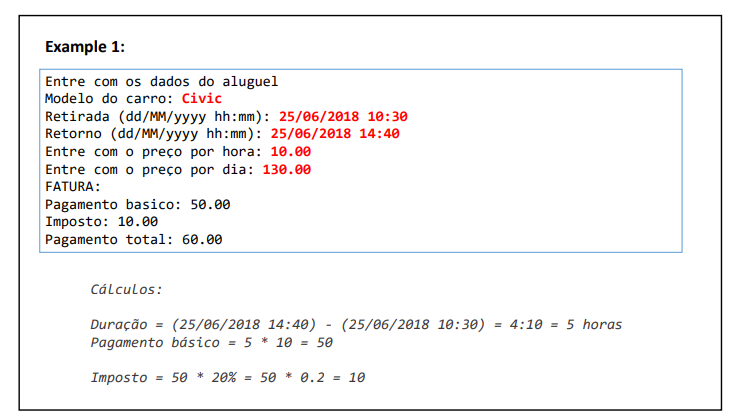 Example 1:
Entre com os dados do aluguel
Modelo do carro: Civic
Retirada (dd/MM/yyyy hh:mm): 25/06/2018 10:30
Retorno (dd/MM/yyyy hh:mm): 25/06/2018 14:40
Entre com o preço por hora: 10.00
Entre com o preço por dia: 130.00
FATURA:
Pagamento basico: 50.00
Imposto: 10.00
Pagamento total: 60.00
Cálculos:
Duração = (25/06/2018 14:40) - (25/06/2018 10:30) = 4:10 = 5 horas
Pagamento básico = 5 * 10 = 50
Imposto = 50 * 20% = 50 * 0.2 = 10